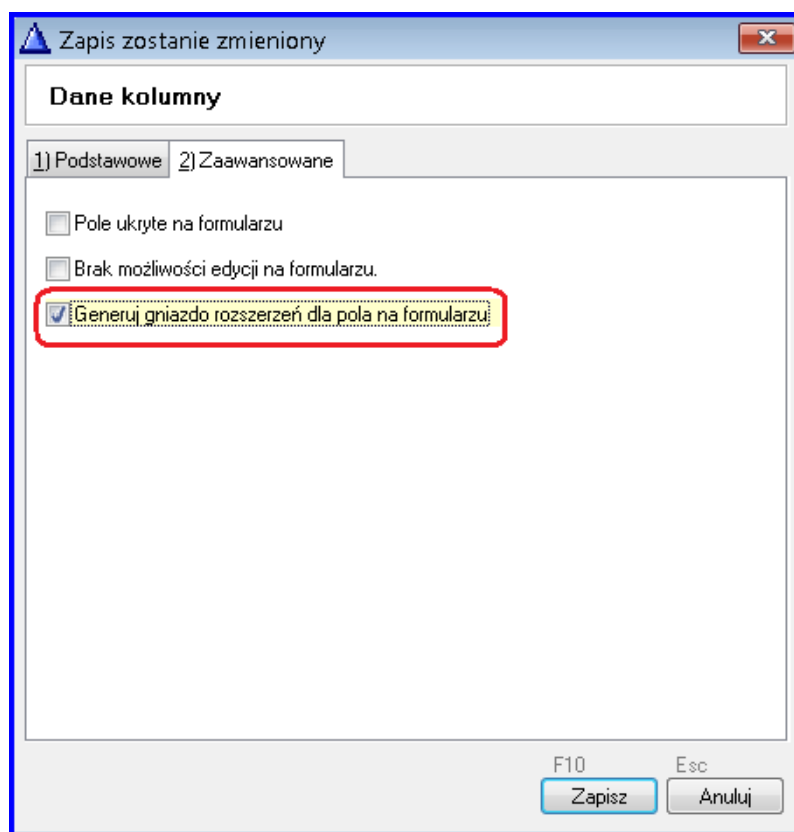 Zapis zostanie zmieniony
Dane kolumny
1) Podstawowe 2) Zaawansowane
Pole ukryte na formularzu
Brak możliwości edycji na formularzu.
Generuj gniazdo rozszerzeń dla pola na formularzu
F10 Esc
Zapisz Anuluj